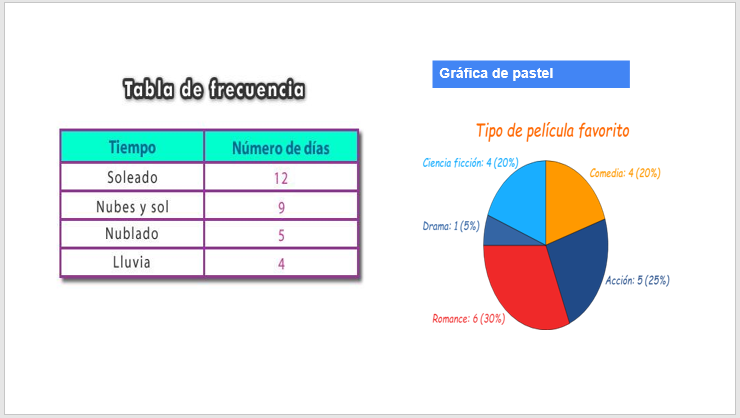 Tabla de frecuencia
Tiempo Número de días
Soleado 12
Nubes y sol 9
Nublado 5
Lluvia 4
Gráfica de pastel
Tipo de película favorito
Ciencia ficción: 4 (20%)
Comedia: 4 (20%)
Drama: 1 (5%)
Acción: 5 (25%)
Romance: 6 (30%)